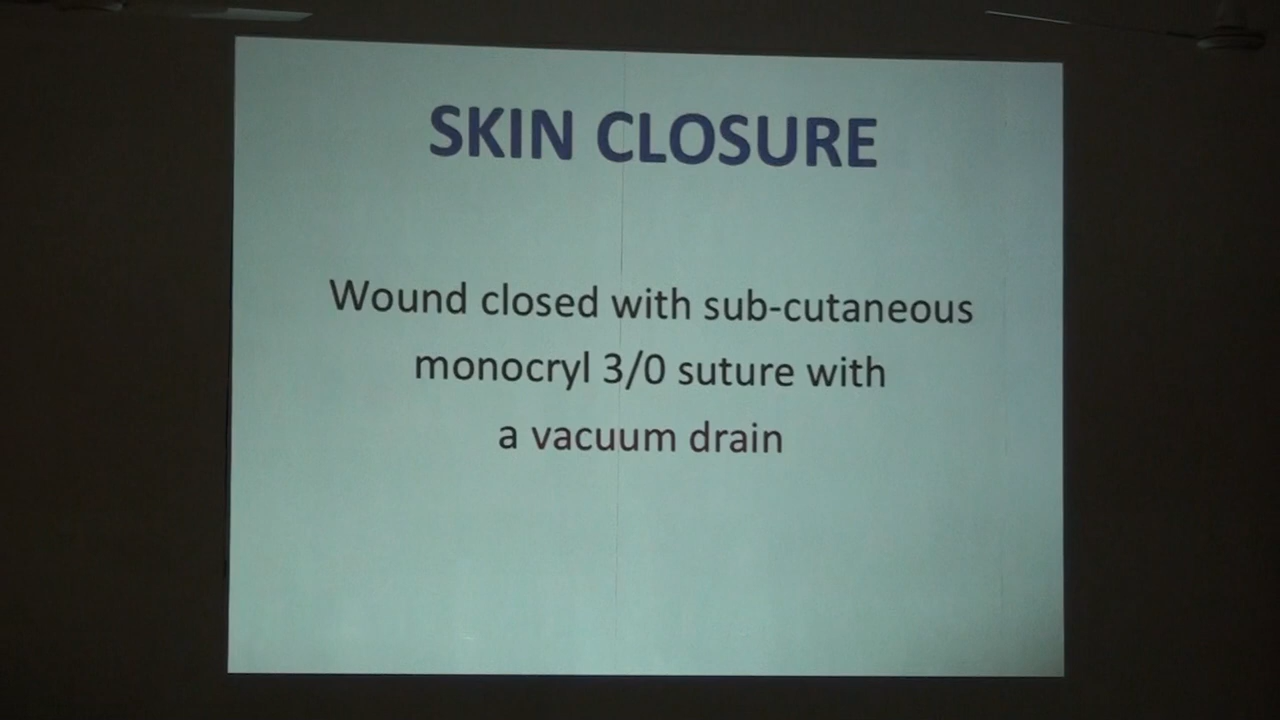 SKIN CLOSURE
Wound closed with sub-cutaneous
monocryl 3/0 suture with
a vacuum drain